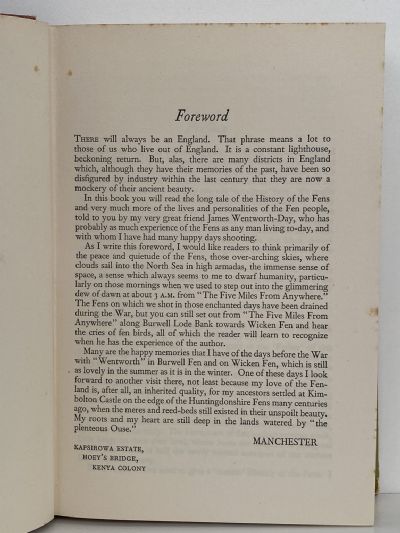 Foreword
THERE will always be an England. That phrase means a lot to
those of us who live out of England. It is a constant lighthouse,
beckoning return. But, alas, there are many districts in England
which, although they have their memories of the past, have been so
disfigured by industry within the last century that they are now a
mockery of their ancient beauty.
In this book you will read the long tale of the History of the Fens
and very much more of the lives and personalities of the Fen people,
told to you by my very great friend James Wentworth-Day, who has
probably as much experience of the Fens as any man living to-day, and
with whom I have had many happy days shooting.
As I write this foreword, I would like readers to think primarily of
the peace and quietude of the Fens, those over-arching skies, where
clouds sail into the North Sea in high armadas, the immense sense of
space, a sense which always seems to me to dwarf humanity, particu-
larly on those mornings when we used to step out into the glimmering
dew of dawn at about 3 A.M. from "The Five Miles From Anywhere."
The Fens on which we shot in those enchanted days have been drained
during the War, but you can still set out from "The Five Miles From
Anywhere" along Burwell Lode Bank towards Wicken Fen and hear
the cries of fen birds, all of which the reader will learn to recognize
when he has the experience of the author.
Many are the happy memories that I have of the days before the War
with "Wentworth" in Burwell Fen and on Wicken Fen, which is still
as lovely in the summer as it is in the winter. One of these days I look
forward to another visit there, not least because my love of the Fen-
land is, after all, an inherited quality, for my ancestors settled at Kim-
bolton Castle on the edge of the Huntingdonshire Fens many centuries
ago, when the meres and reed-beds still existed in their unspoilt beauty.
My roots and my heart are still deep in the lands watered by "the
plenteous Ouse."
MANCHESTER
KAPSIROWA ESTATE,
HOEY'S BRIDGE,
KENYA COLONY